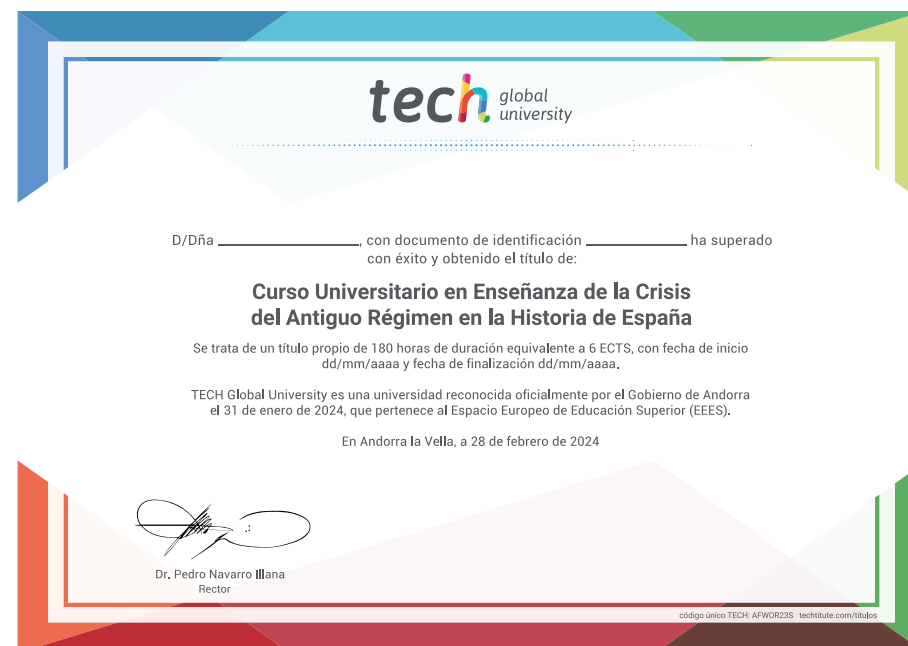 tech global university
D/Dña ____________________, con documento de identificación ______________ ha superado
con éxito y obtenido el título de:
Curso Universitario en Enseñanza de la Crisis
del Antiguo Régimen en la Historia de España
Se trata de un título propio de 180 horas de duración equivalente a 6 ECTS, con fecha de inicio
dd/mm/aaaa y fecha de finalización dd/mm/aaaa.
TECH Global University es una universidad reconocida oficialmente por el Gobierno de Andorra
el 31 de enero de 2024, que pertenece al Espacio Europeo de Educación Superior (EEES).
En Andorra la Vella, a 28 de febrero de 2024
Dr. Pedro Navarro Illana
Rector
código único TECH: AFWOR23S techtitute.com/titulos